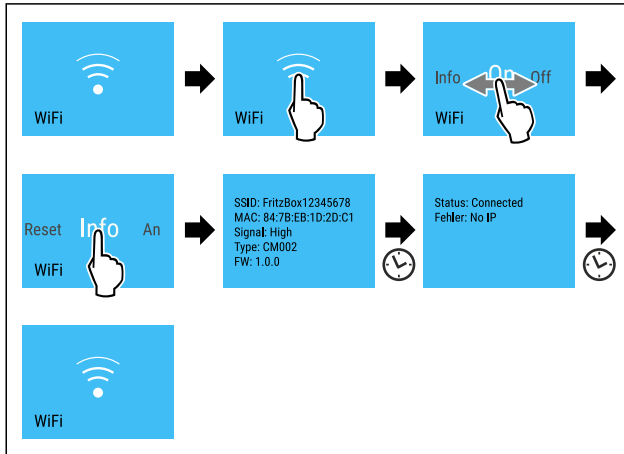 WiFi
WiFi
Info On Off
WiFi
Reset Info An
WiFi
SSID: FritzBox12345678
MAC: 84:7B:EB:1D:2D:C1
Signal: High
Type: CM002
FW: 1.0.0
Status: Connected
Fehler: No IP
WiFi